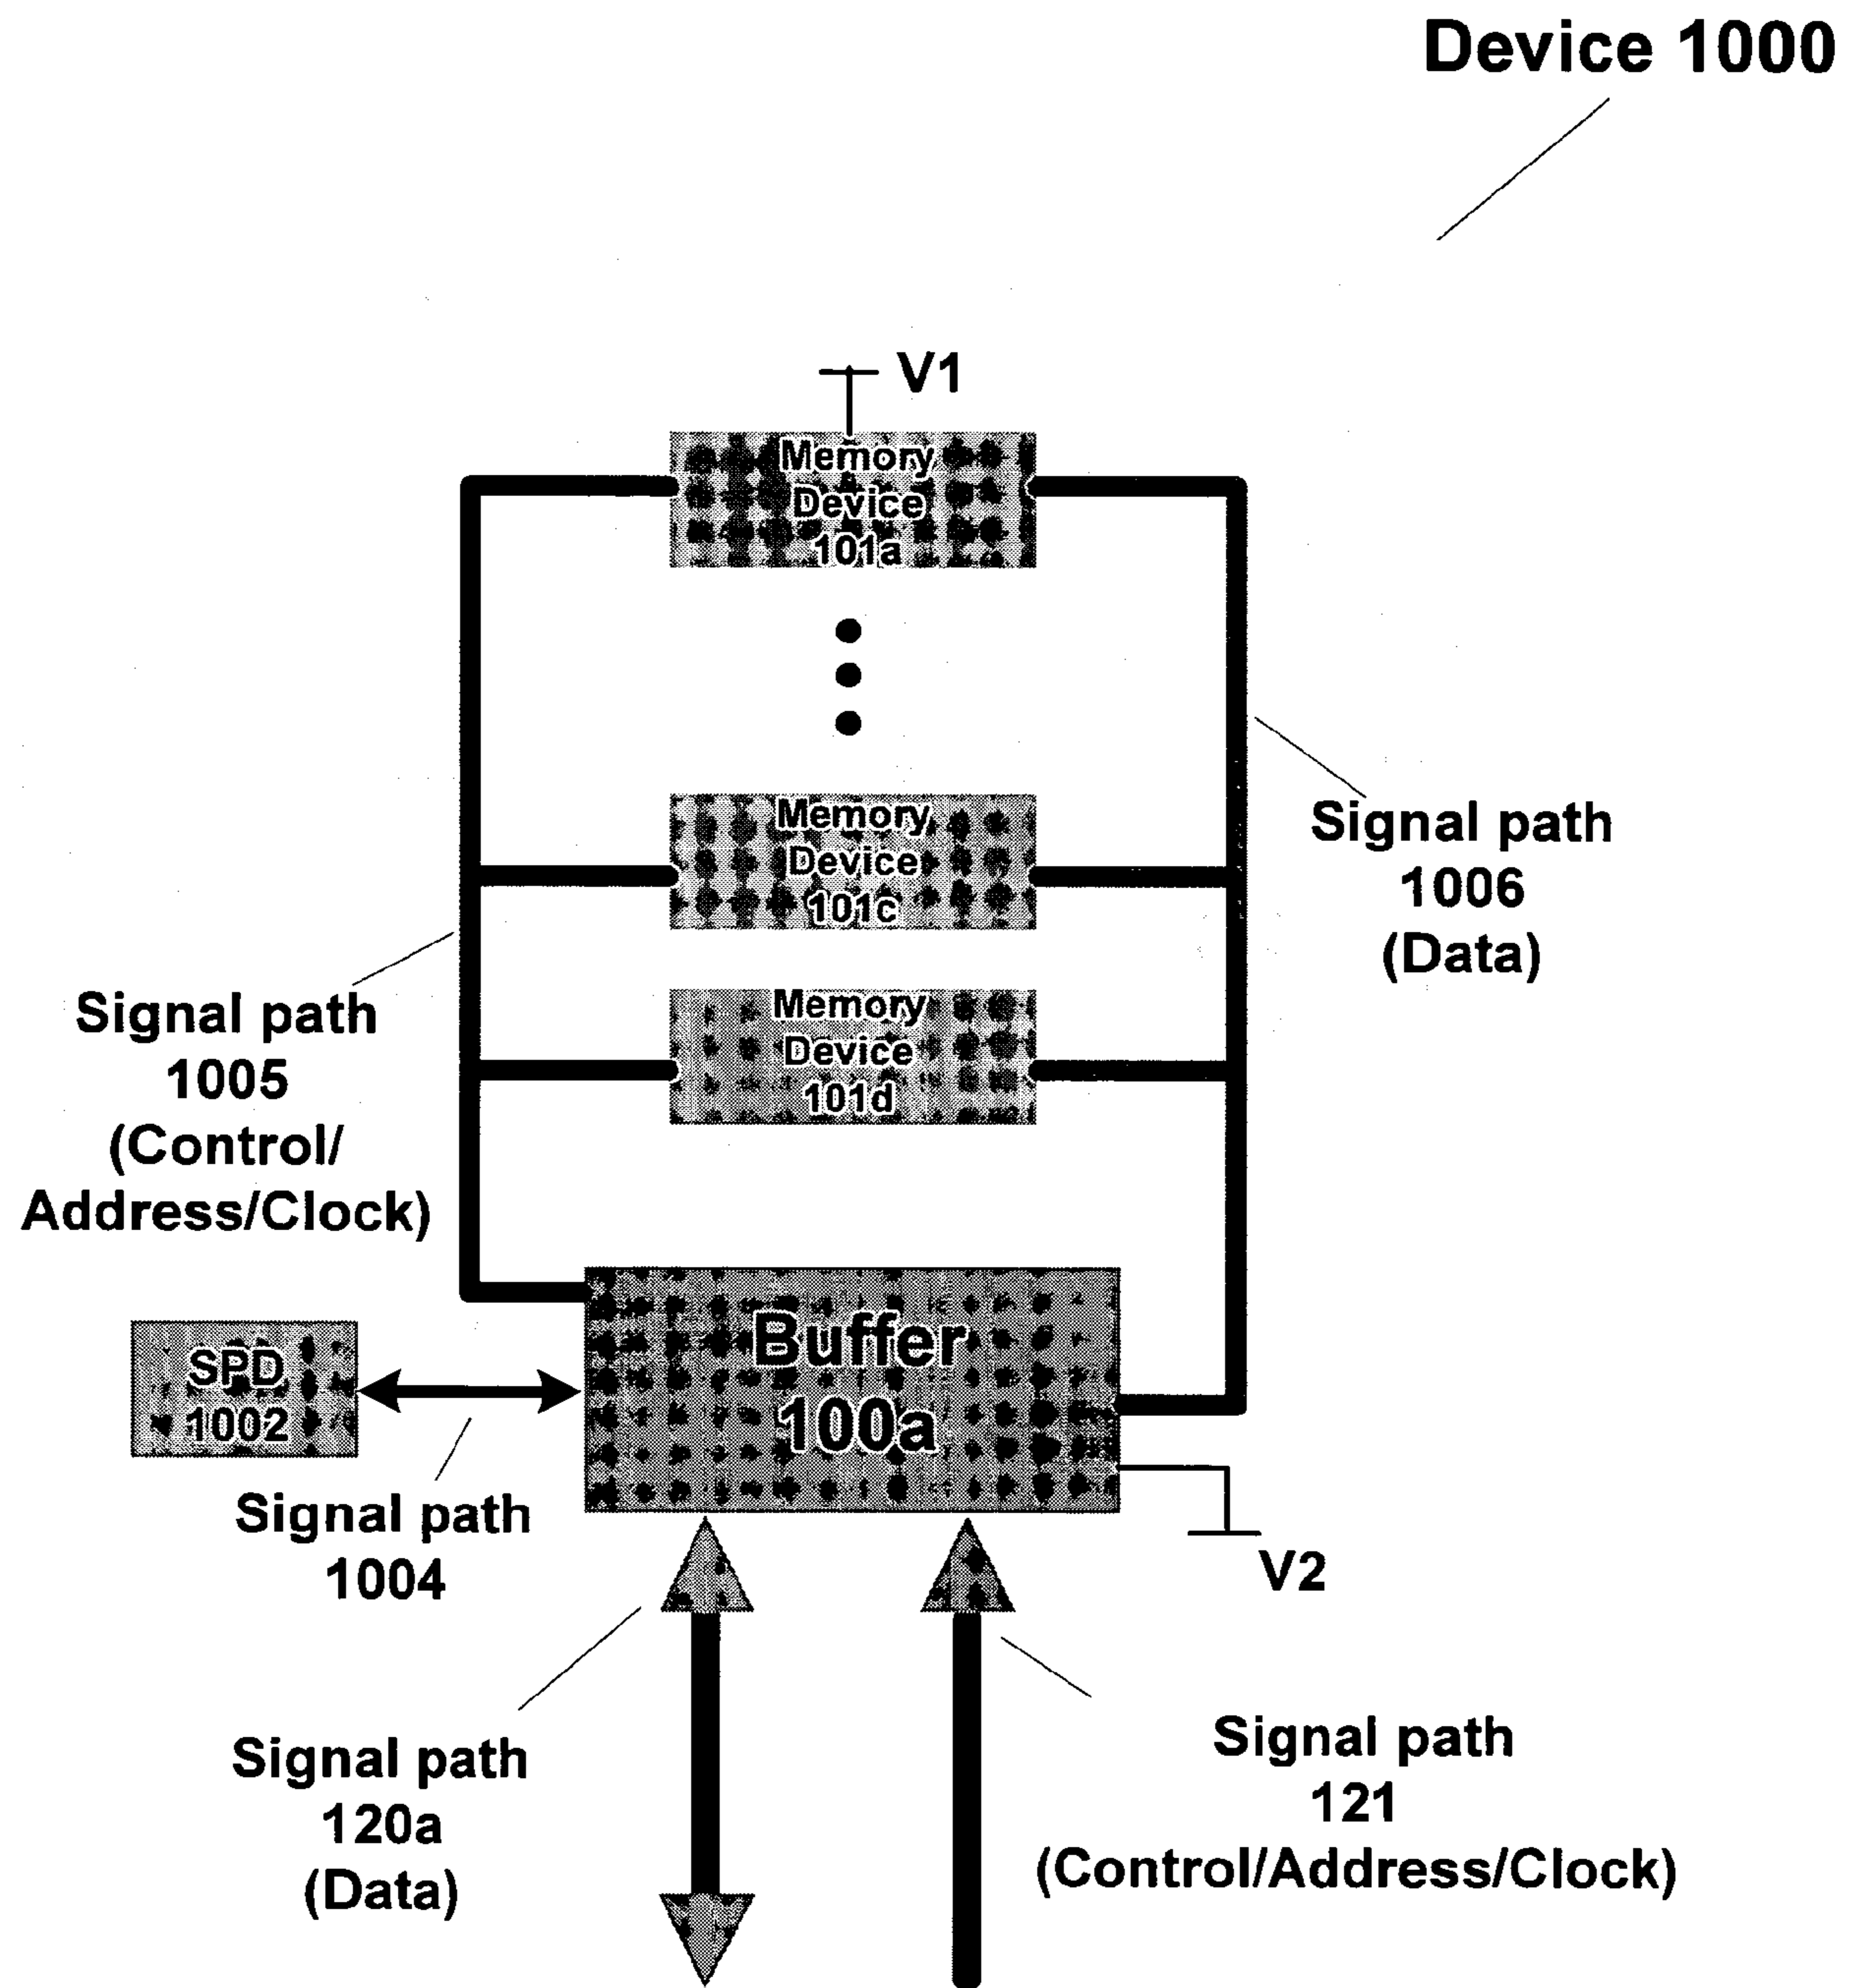 Device 1000
V1
Memory
Device
101a
Memory
Device
101c
Signal path
1006
(Data)
Memory
Device
101d
Signal path
1005
(Control/
Address/Clock)
Buffer
100a
SPD
1002
Signal path
1004
V2
Signal path
120a
(Data)
Signal path
121
(Control/Address/Clock)